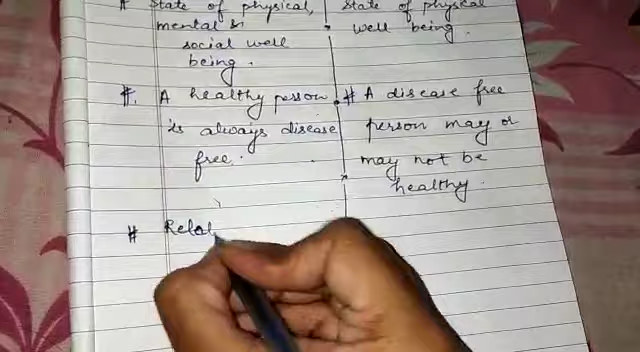 # State of physical,
mental &
social well
being.
State of physical
well being.
#. A healthy person
is always disease
free.
# A disease free
person may or
may not be
healthy.
# Relat